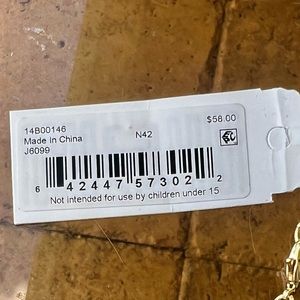 14B00146
Made in China
J6099
N42
$58.00
6 42447 57302 2
Not intended for use by children under 15